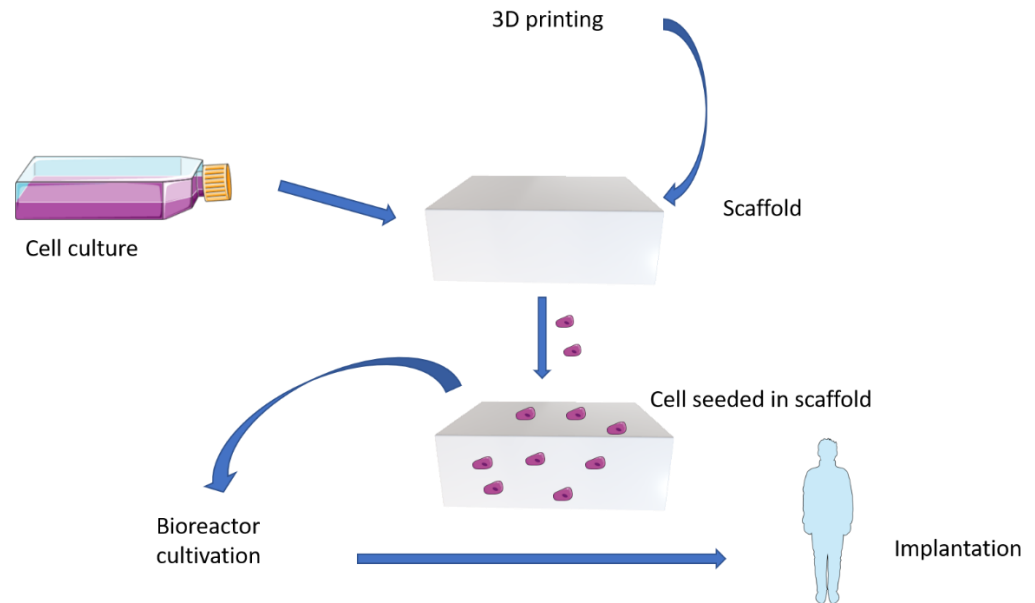 3D printing
Scaffold
Cell culture
Cell seeded in scaffold
Bioreactor
cultivation
Implantation